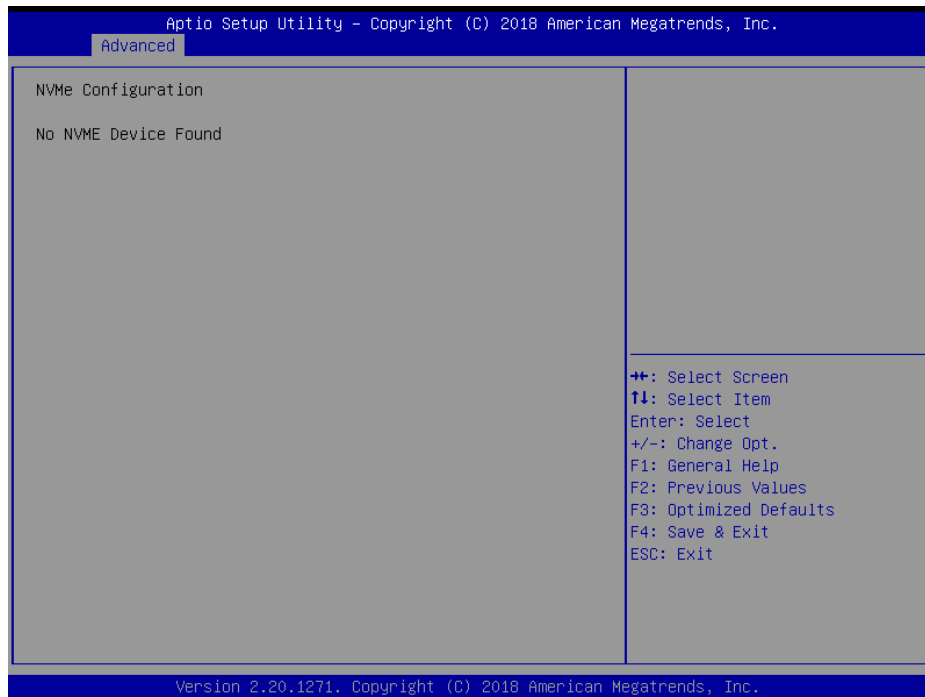 Aptio Setup Utility – Copyright (C) 2018 American Megatrends, Inc.
Advanced
NVMe Configuration
No NVME Device Found
→←: Select Screen
↑↓: Select Item
Enter: Select
+/-: Change Opt.
F1: General Help
F2: Previous Values
F3: Optimized Defaults
F4: Save & Exit
ESC: Exit
Version 2.20.1271. Copyright (C) 2018 American Megatrends, Inc.